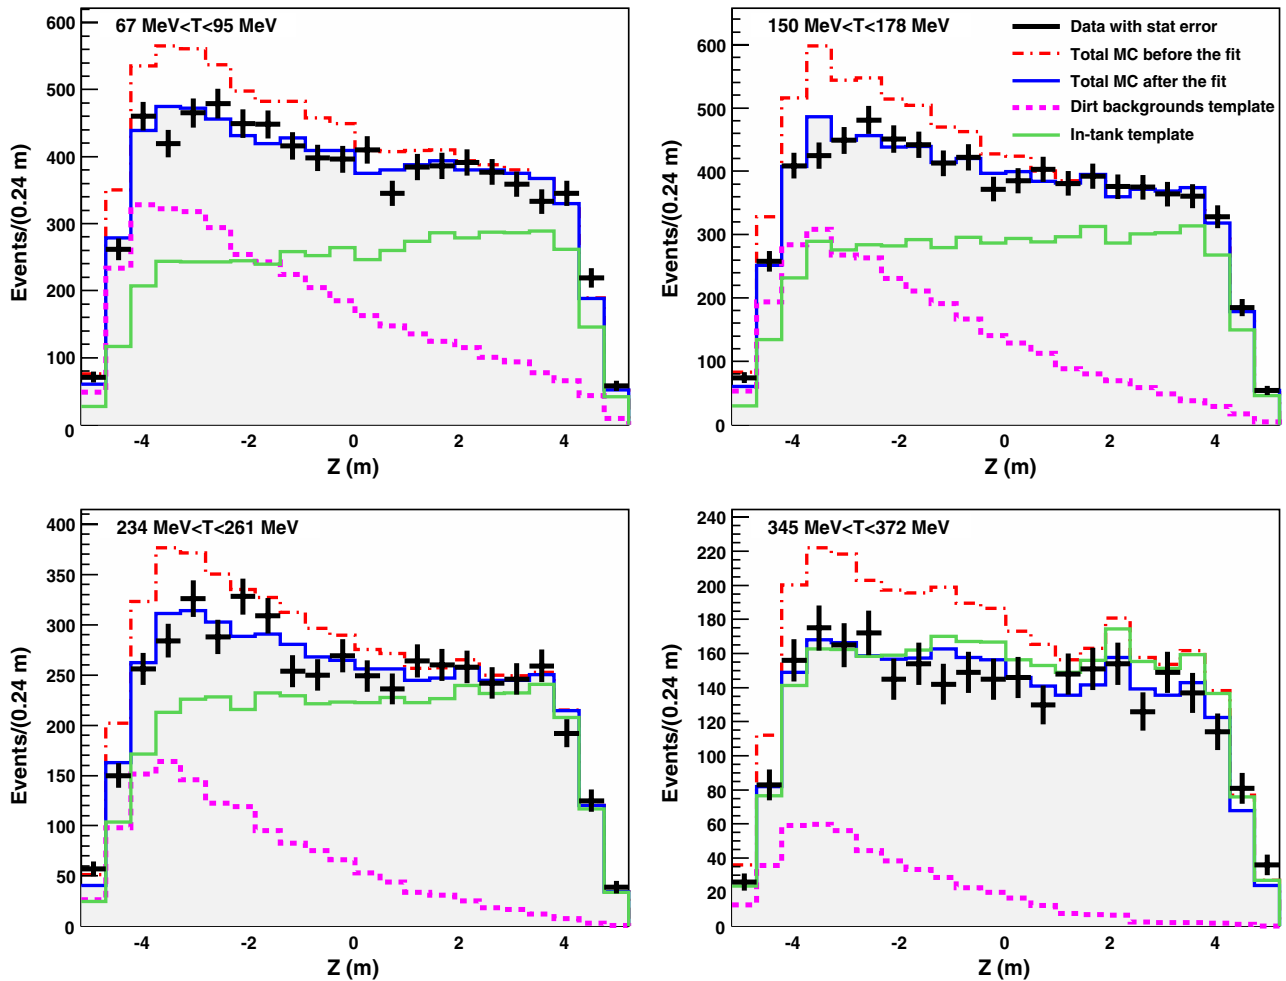 67 MeV<T<95 MeV
Events/(0.24 m)
600
500
400
300
200
100
0
-4 -2 0 2 4
Z (m)
150 MeV<T<178 MeV
Data with stat error
Total MC before the fit
Total MC after the fit
Dirt backgrounds template
In-tank template
Events/(0.24 m)
600
500
400
300
200
100
0
-4 -2 0 2 4
Z (m)
234 MeV<T<261 MeV
Events/(0.24 m)
400
350
300
250
200
150
100
50
0
-4 -2 0 2 4
Z (m)
345 MeV<T<372 MeV
Events/(0.24 m)
240
220
200
180
160
140
120
100
80
60
40
20
0
-4 -2 0 2 4
Z (m)